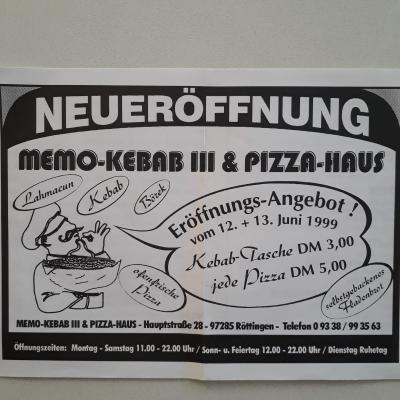 NEUERÖFFNUNG
MEMO-KEBAB III & PIZZA-HAUS
Lahmacun
Kebab
Börek
Eröffnungs-Angebot !
vom 12. + 13. Juni 1999
Kebab-Tasche DM 3,00
jede Pizza DM 5,00
ofenfrische
Pizza
selbstgebackenes
Fladenbrot
MEMO-KEBAB III & PIZZA-HAUS - Hauptstraße 28 - 97285 Röttingen - Telefon 0 93 38 / 99 35 63
Öffnungszeiten: Montag - Samstag 11.00 - 22.00 Uhr / Sonn- u. Feiertag 12.00 - 22.00 Uhr / Dienstag Ruhetag